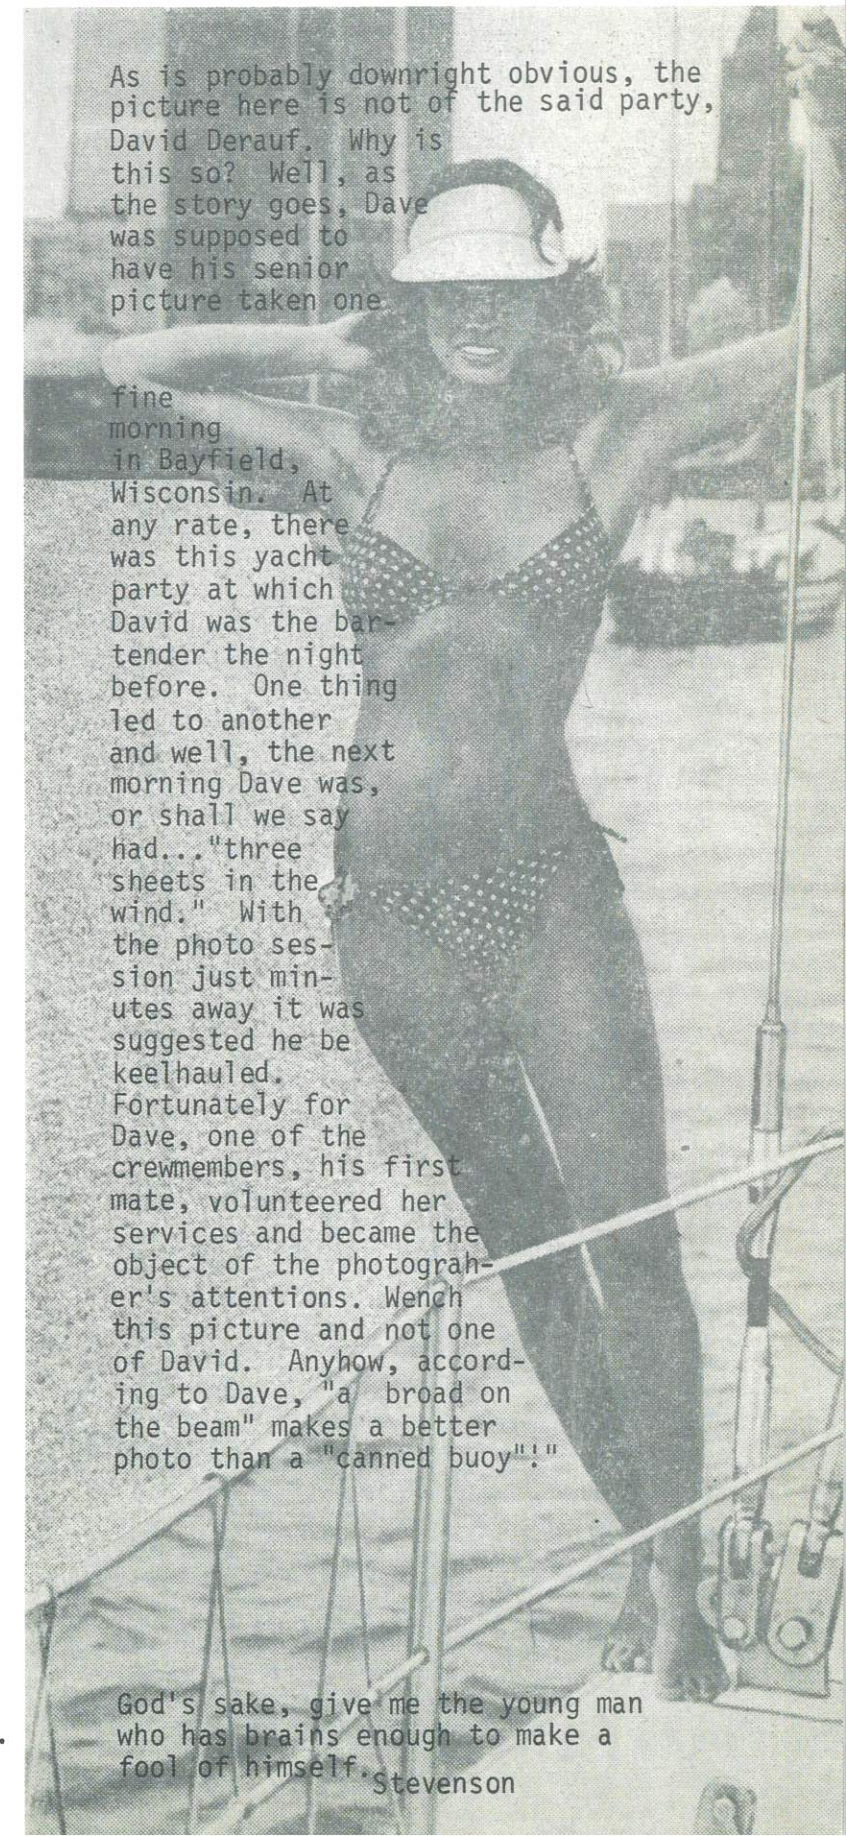 As is probably downright obvious, the
picture here is not of the said party,
David Derauf.  Why is
this so?  Well, as
the story goes, Dave
was supposed to
have his senior
picture taken one
fine
morning
in Bayfield,
Wisconsin.  At
any rate, there
was this yacht
party at which
David was the bar-
tender the night
before.  One thing
led to another
and well, the next
morning Dave was,
or shall we say
had..."three
sheets in the
wind."  With
the photo ses-
sion just min-
utes away it was
suggested he be
keelhauled.
Fortunately for
Dave, one of the
crewmembers, his first
mate, volunteered her
services and became the
object of the photograh-
er's attentions. Wench
this picture and not one
of David.  Anyhow, accord-
ing to Dave, "a  broad on
the beam" makes a better
photo than a "canned buoy"!"
God's sake, give me the young man
who has brains enough to make a
fool of himself.
Stevenson